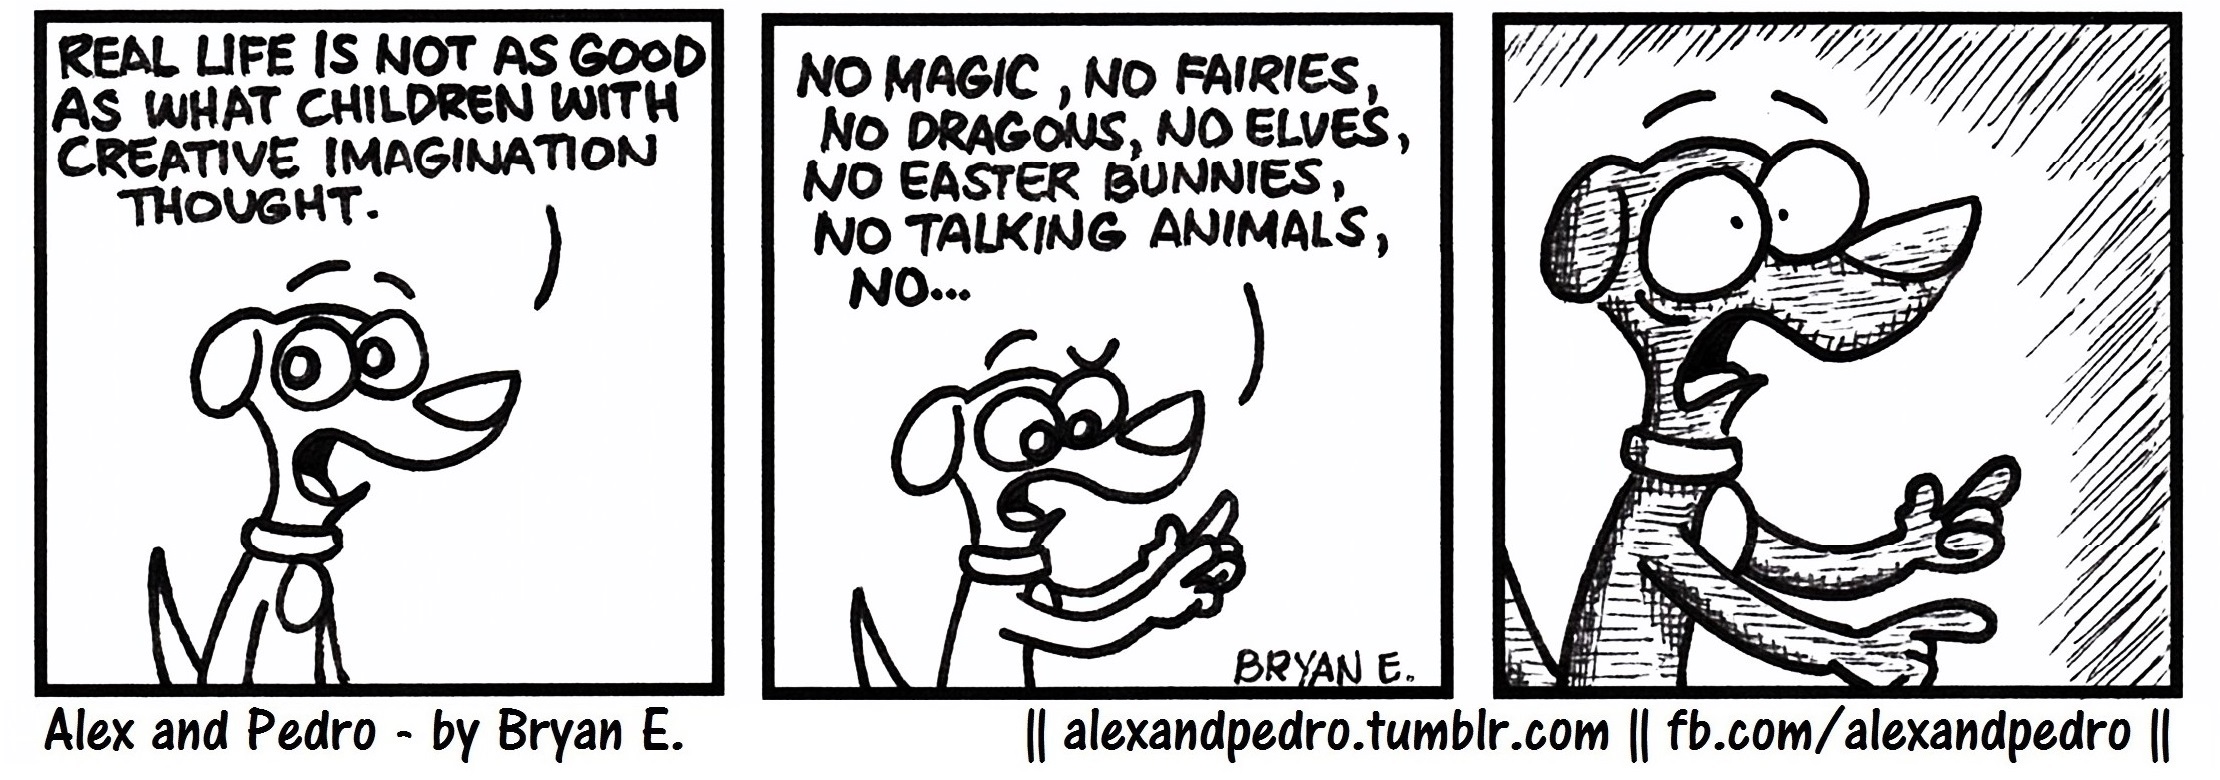 REAL LIFE IS NOT AS GOOD
AS WHAT CHILDREN WITH
CREATIVE IMAGINATION
THOUGHT.
NO MAGIC, NO FAIRIES,
NO DRAGONS, NO ELVES,
NO EASTER BUNNIES,
NO TALKING ANIMALS,
NO...
BRYAN E.
Alex and Pedro - by Bryan E.
|| alexandpedro.tumblr.com || fb.com/alexandpedro ||